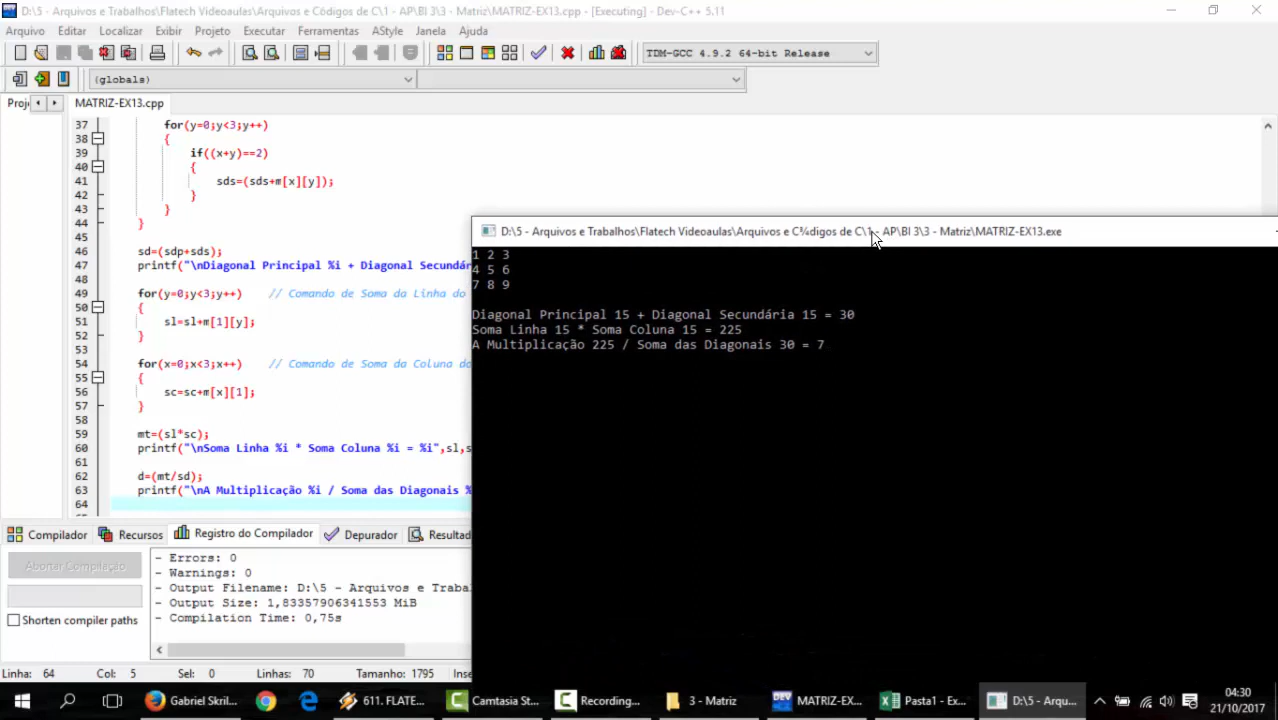 D:\5 - Arquivos e Trabalhos\Flatech Videoaulas\Arquivos e Códigos de C\1 - AP\BI 3\3 - Matriz\MATRIZ-EX13.cpp - [Executing] - Dev-C++ 5.11
Arquivo Editar Localizar Exibir Projeto Executar Ferramentas AStyle Janela Ajuda
TDM-GCC 4.9.2 64-bit Release
(globals)
Proje MATRIZ-EX13.cpp
37 for(y=0;y<3;y++)
38 {
39 if((x+y)==2)
40 {
41 sds=(sds+m[x][y]);
42 }
43 }
44 }
45
46 sd=(sdp+sds);
47 printf("\nDiagonal Principal %i + Diagonal Secundár
48
49 for(y=0;y<3;y++) // Comando de Soma da Linha do
50 {
51 sl=sl+m[1][y];
52 }
53
54 for(x=0;x<3;x++) // Comando de Soma da Coluna do
55 {
56 sc=sc+m[x][1];
57 }
58
59 mt=(sl*sc);
60 printf("\nSoma Linha %i * Soma Coluna %i = %i",sl,s
61
62 d=(mt/sd);
63 printf("\nA Multiplicação %i / Soma das Diagonais %
64
D:\5 - Arquivos e Trabalhos\Flatech Videoaulas\Arquivos e C¾digos de C\1 - AP\BI 3\3 - Matriz\MATRIZ-EX13.exe
1 2 3
4 5 6
7 8 9
Diagonal Principal 15 + Diagonal Secundária 15 = 30
Soma Linha 15 * Soma Coluna 15 = 225
A Multiplicação 225 / Soma das Diagonais 30 = 7
Compilador Recursos Registro do Compilador Depurador Resultad
Abortar Compilação
Shorten compiler paths
- Errors: 0
- Warnings: 0
- Output Filename: D:\5 - Arquivos e Traba
- Output Size: 1,83357906341553 MiB
- Compilation Time: 0,75s
Linha: 64 Col: 5 Sel: 0 Linhas: 70 Tamanho: 1795 Inse
Gabriel Skril... 611. FLATE... Camtasia St... Recording... 3 - Matriz DEV MATRIZ-EX... Pasta1 - Ex... D:\5 - Arqu...
04:30
21/10/2017